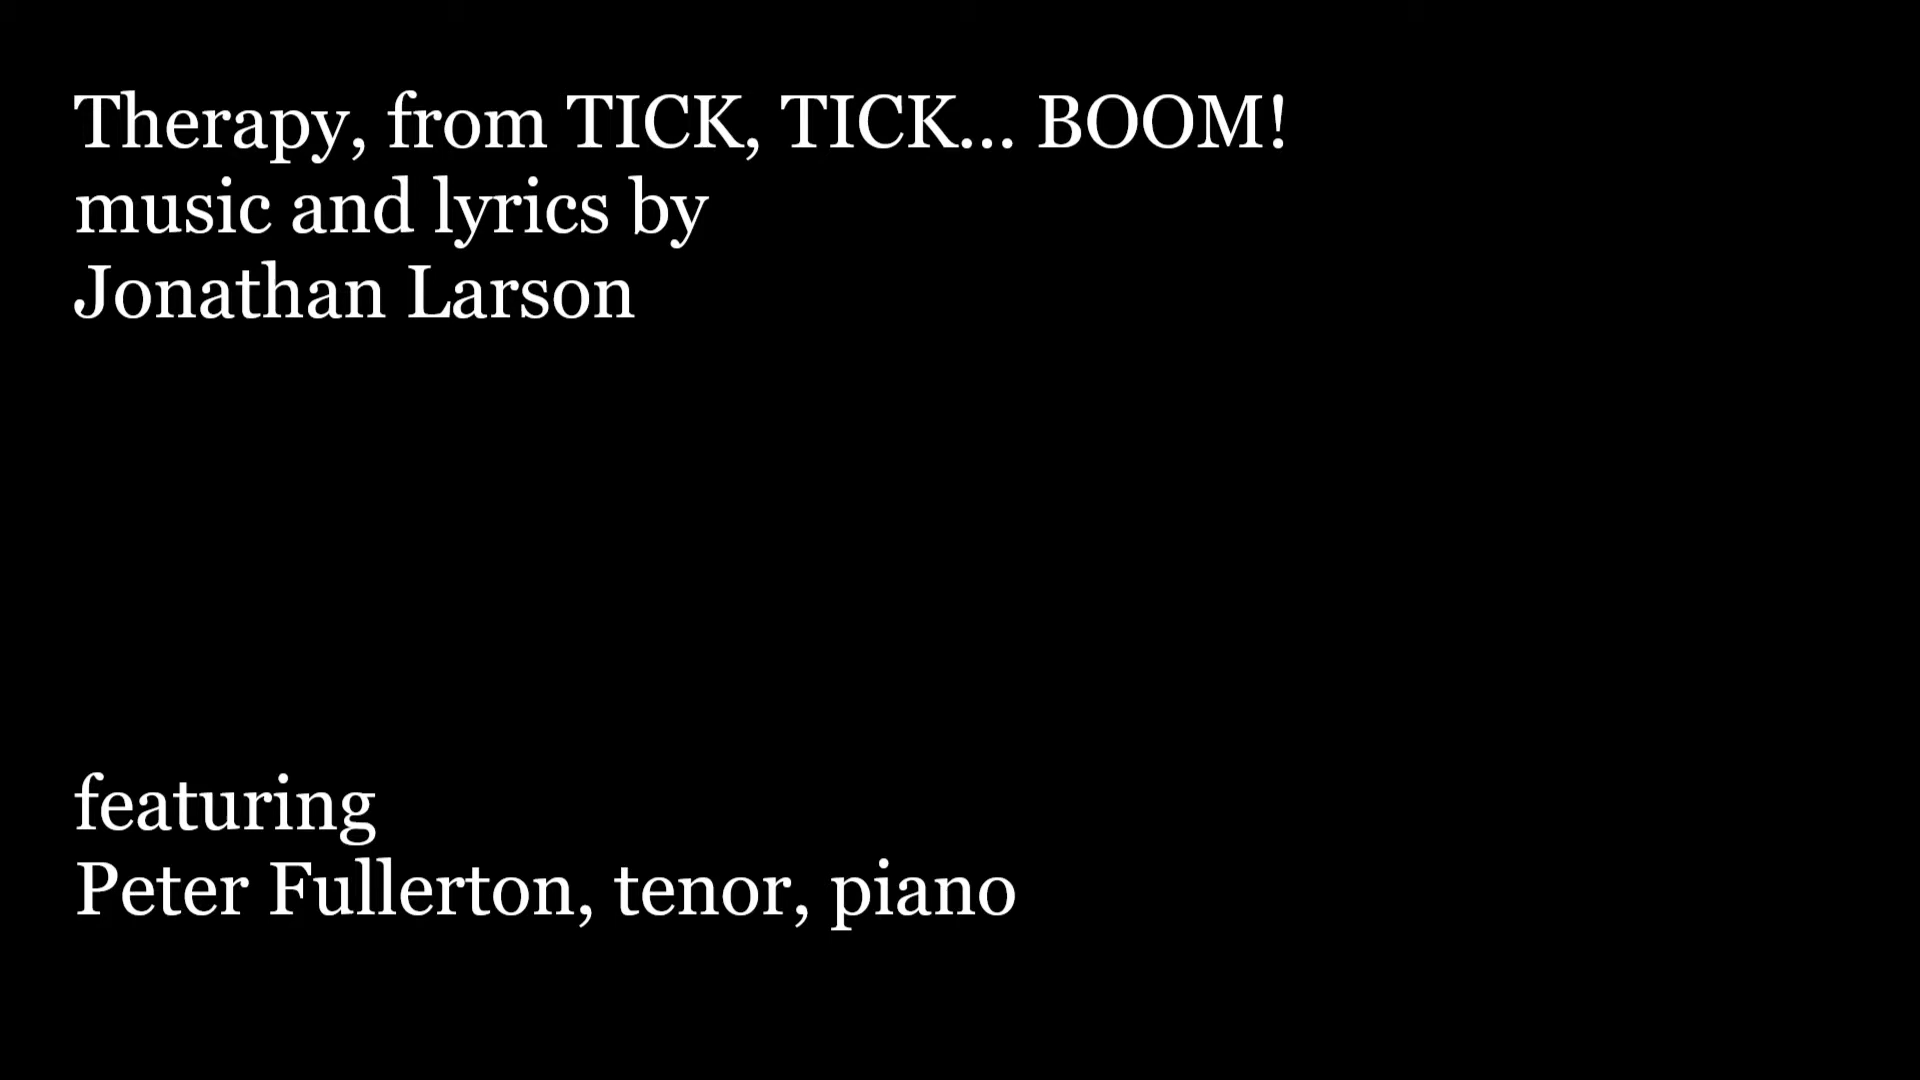 Therapy, from TICK, TICK... BOOM!
music and lyrics by
Jonathan Larson
featuring
Peter Fullerton, tenor, piano